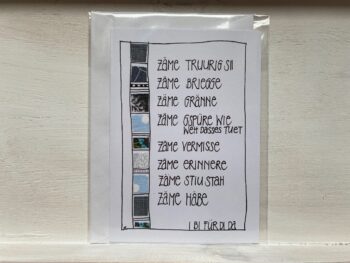 ZÄME TRUURIG SII
ZÄME BRIEGGE
ZÄME GRÄNNE
ZÄME GSPÜRE WIE
WEH DASSES TUET
ZÄME VERMISSE
ZÄME ERINNERE
ZÄME STIU STAH
ZÄME HÄBE
I BI FÜR DI DA